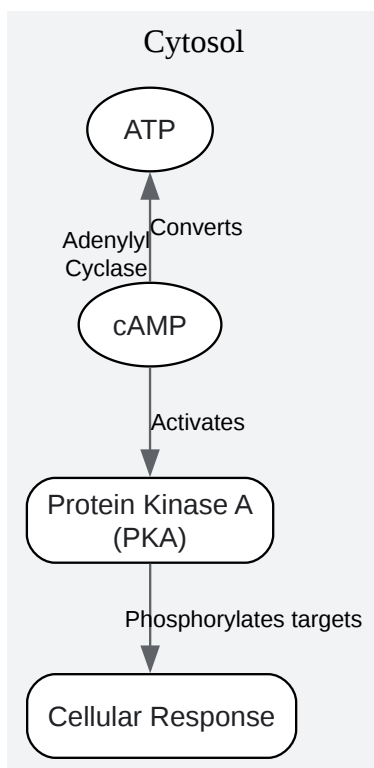 Cytosol
ATP
Converts
Adenylyl
Cyclase
cAMP
Activates
Protein Kinase A
(PKA)
Phosphorylates targets
Cellular Response